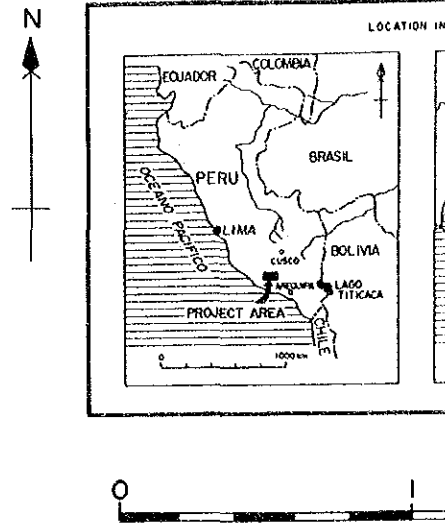 N
LOCATION IN
COLOMBIA
ECUADOR
BRASIL
PERU
OCEANO PACIFICO
LIMA
CUSCO
BOLIVIA
AREQUIPA
LAGO
TITICACA
PROJECT AREA
CHILE
0 1000 km
0 1